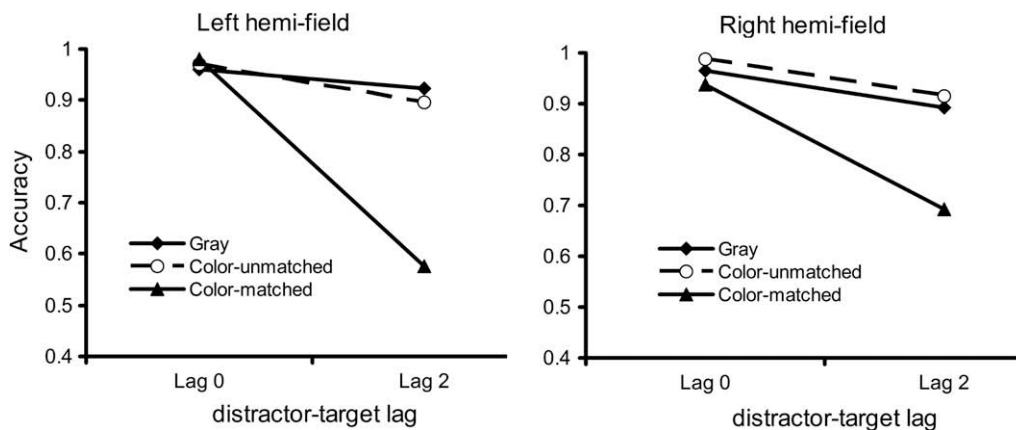 Left hemi-field
1
0.9
0.8
0.7
0.6
0.5
0.4
Accuracy
Gray
Color-unmatched
Color-matched
Lag 0 Lag 2
distractor-target lag
Right hemi-field
1
0.9
0.8
0.7
0.6
0.5
0.4
Gray
Color-unmatched
Color-matched
Lag 0 Lag 2
distractor-target lag